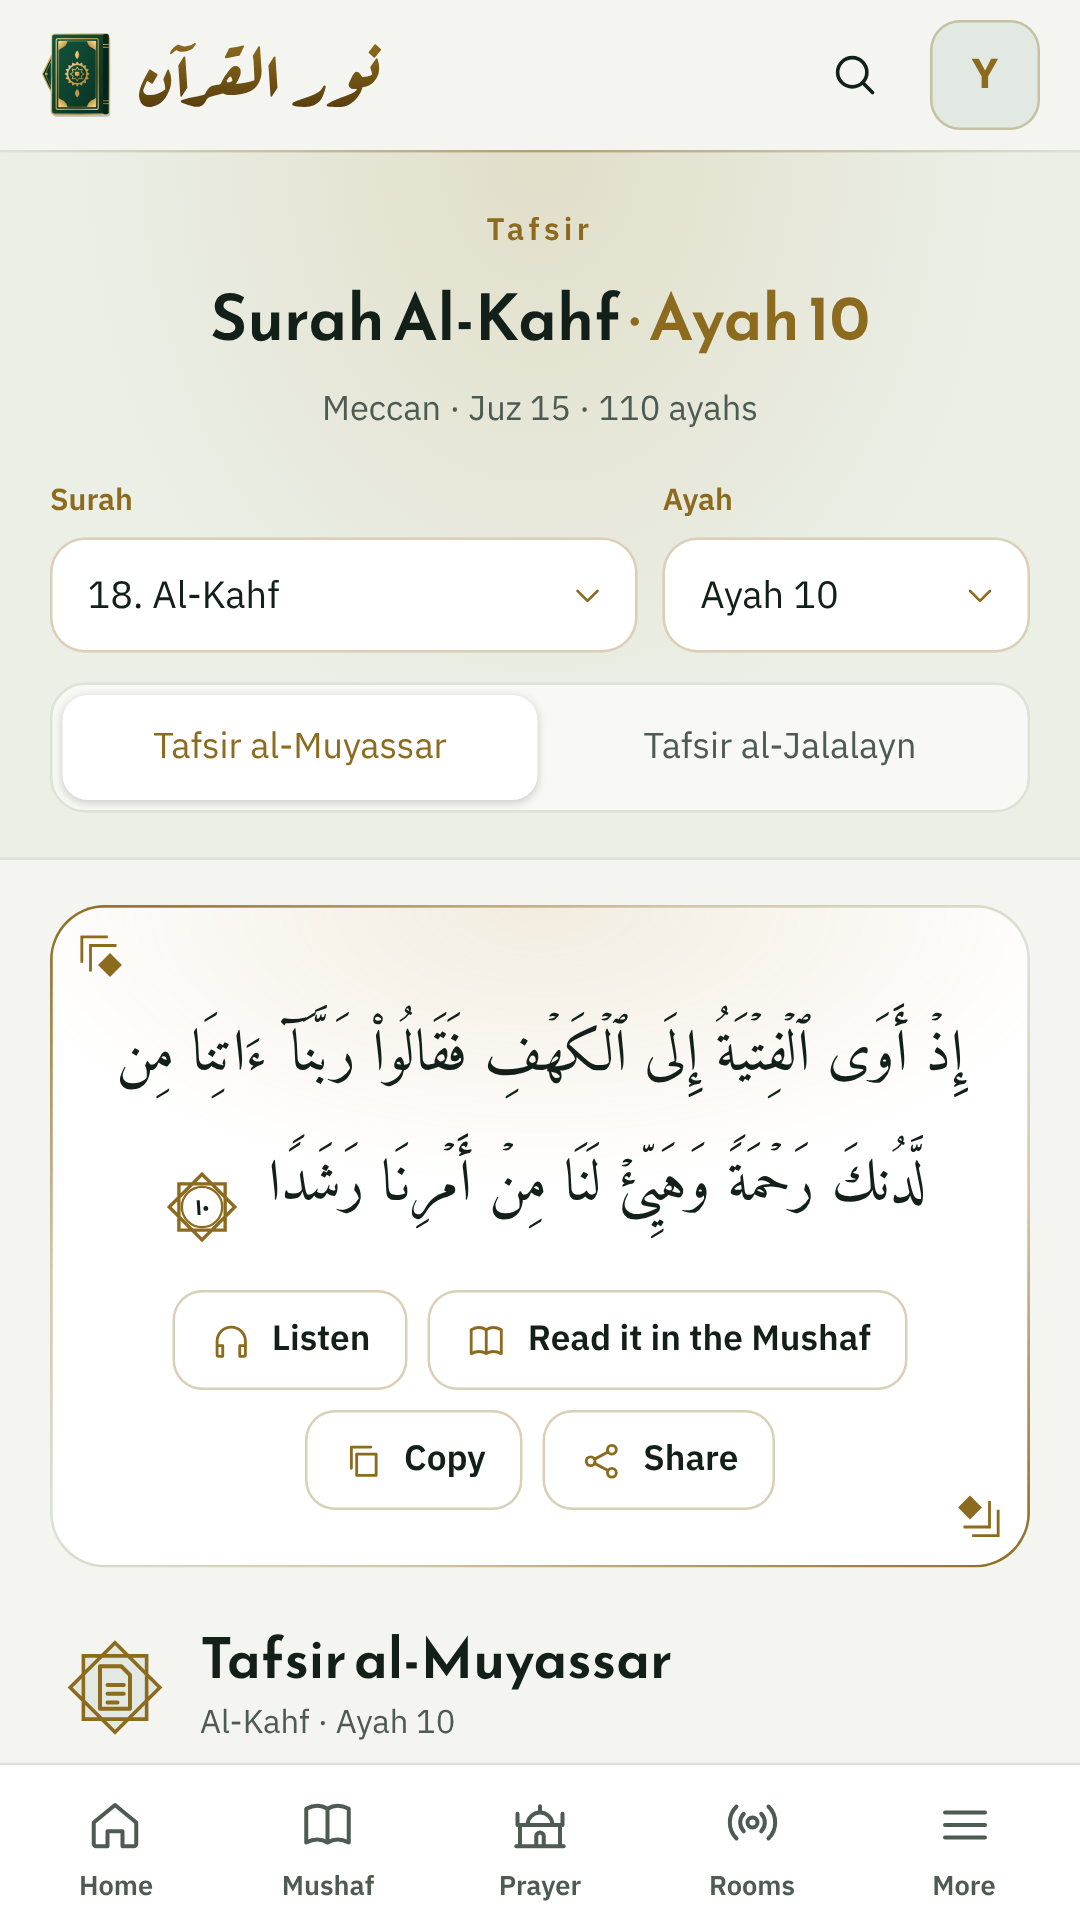 نور القرآن
Y
Tafsir
Surah Al-Kahf · Ayah 10
Meccan · Juz 15 · 110 ayahs
Surah
Ayah
18. Al-Kahf
Ayah 10
Tafsir al-Muyassar
Tafsir al-Jalalayn
إِذۡ أَوَى ٱلۡفِتۡيَةُ إِلَى ٱلۡكَهۡفِ فَقَالُواْ رَبَّنَآ ءَاتِنَا مِن
لَّدُنكَ رَحۡمَةٗ وَهَيِّئۡ لَنَا مِنۡ أَمۡرِنَا رَشَدٗا ١٠
Listen
Read it in the Mushaf
Copy
Share
Tafsir al-Muyassar
Al-Kahf · Ayah 10
Home
Mushaf
Prayer
Rooms
More